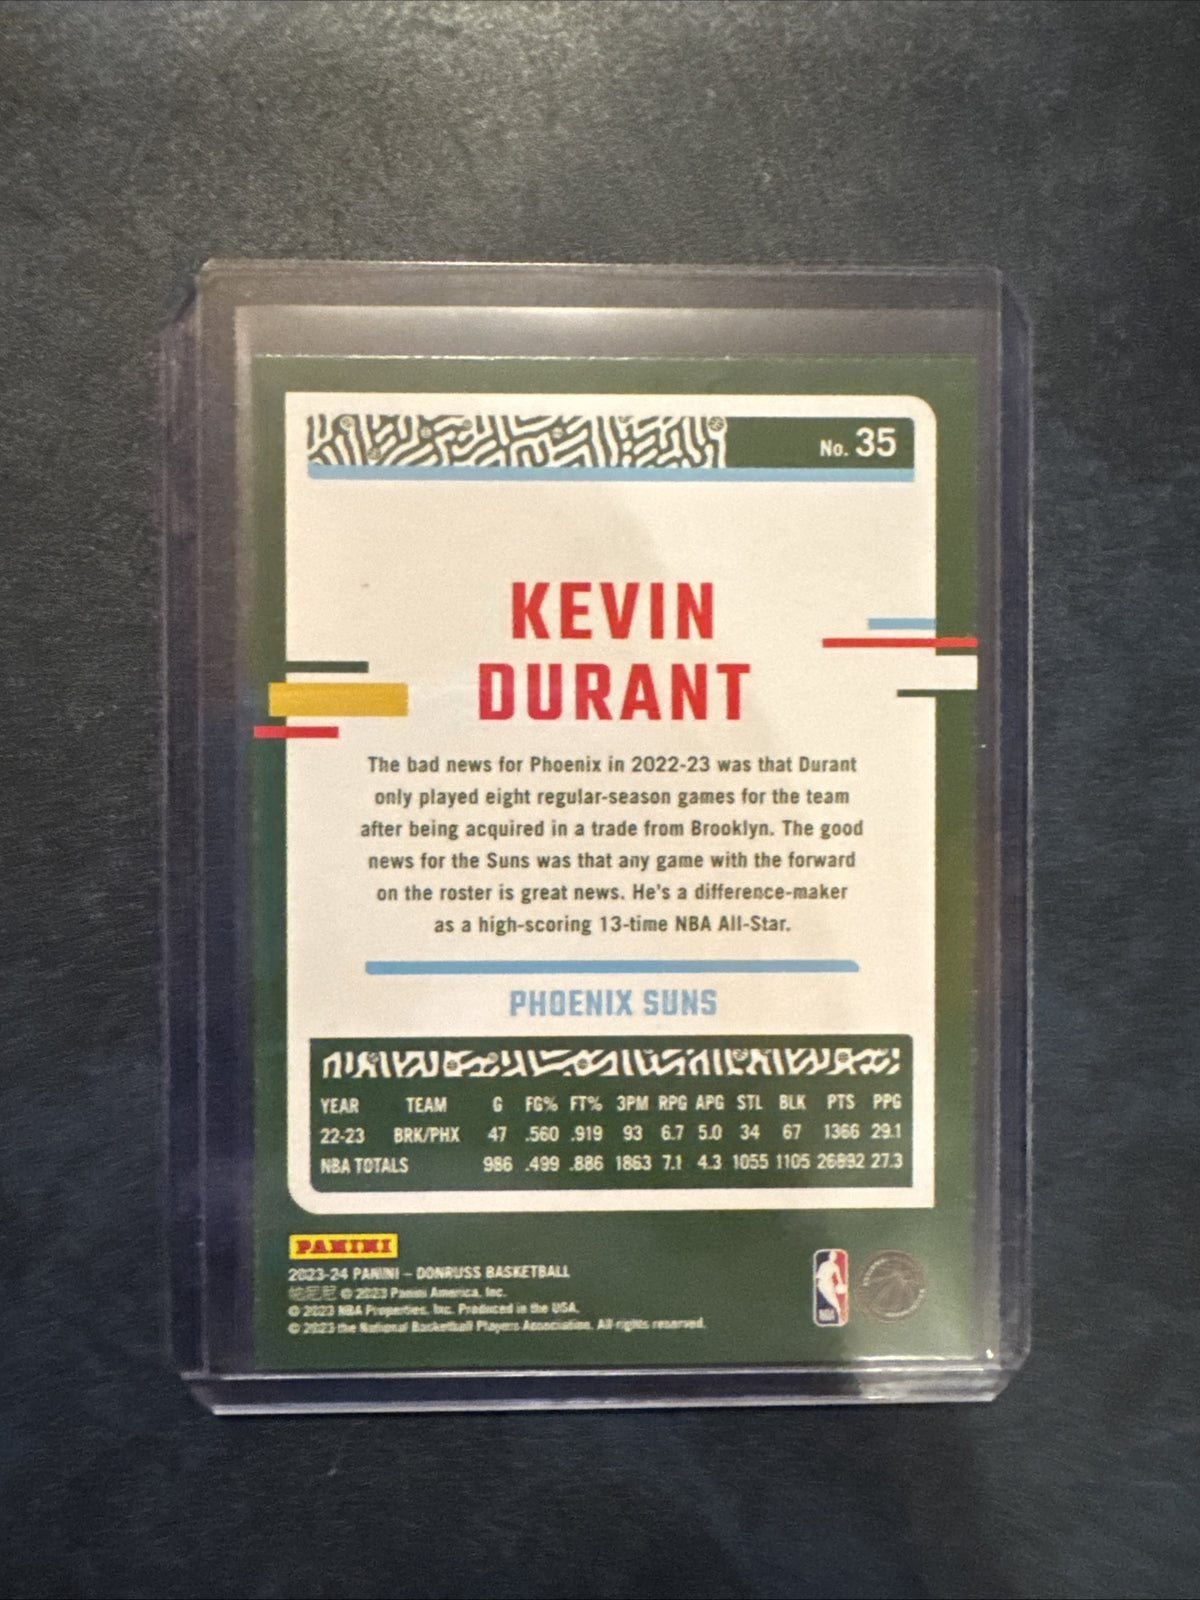 No. 35
KEVIN
DURANT
The bad news for Phoenix in 2022-23 was that Durant
only played eight regular-season games for the team
after being acquired in a trade from Brooklyn. The good
news for the Suns was that any game with the forward
on the roster is great news. He's a difference-maker
as a high-scoring 13-time NBA All-Star.
PHOENIX SUNS
YEAR TEAM G FG% FT% 3PM RPG APG STL BLK PTS PPG
22-23 BRK/PHX 47 .560 .919 93 6.7 5.0 34 67 1366 29.1
NBA TOTALS 986 .499 .886 1863 7.1 4.3 1055 1105 26892 27.3
PANINI
2023-24 PANINI – DONRUSS BASKETBALL
© 2023 Panini America, Inc.
© 2023 NBA Properties, Inc. Produced in the USA.
© 2023 the National Basketball Players Association. All rights reserved.
NBA